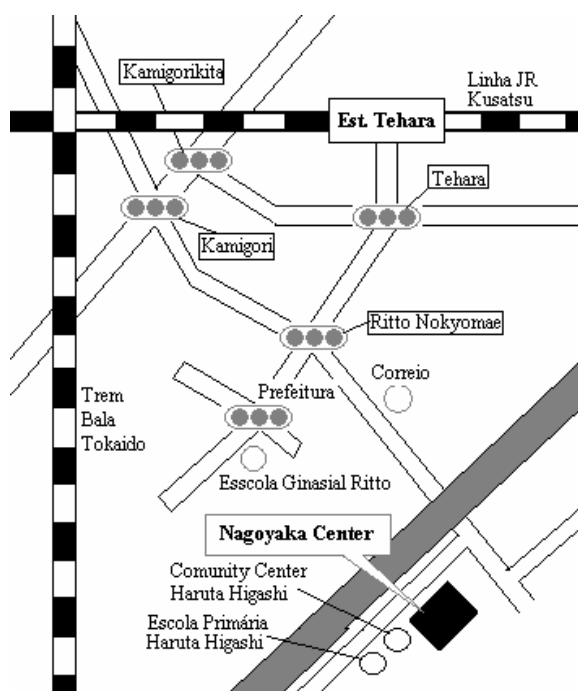 Kamigorikita
Linha JR
Kusatsu
Est. Tehara
Tehara
Kamigori
Ritto Nokyomae
Correio
Prefeitura
Trem
Bala
Tokaido
Esscola Ginasial Ritto
Nagoyaka Center
Comunity Center
Haruta Higashi
Escola Primária
Haruta Higashi